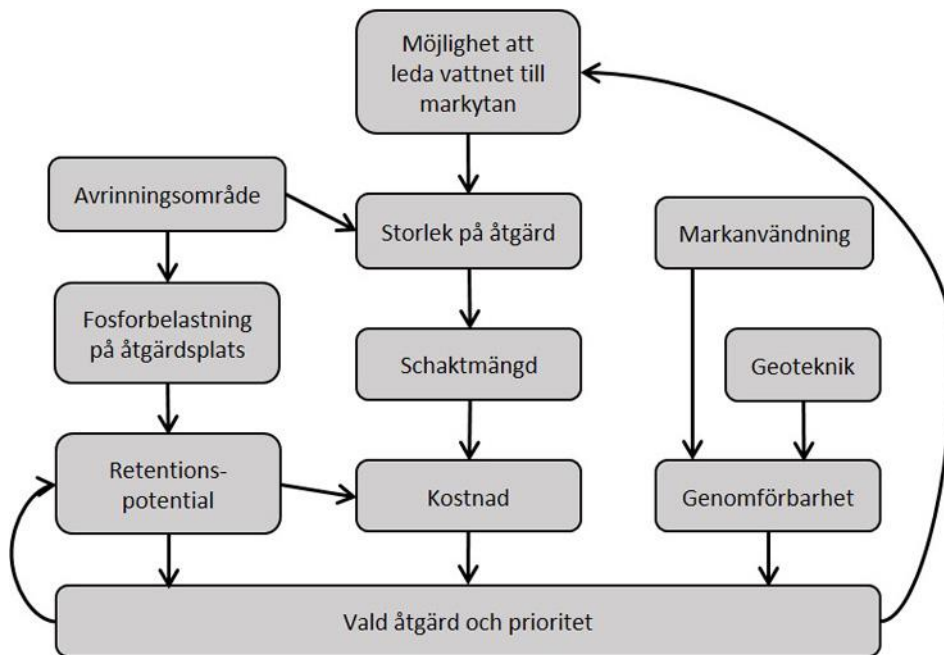 Möjlighet att
leda vattnet till
markytan
Avrinningsområde
Storlek på åtgärd
Markanvändning
Fosforbelastning
på åtgärdsplats
Schaktmängd
Geoteknik
Retentions-
potential
Kostnad
Genomförbarhet
Vald åtgärd och prioritet